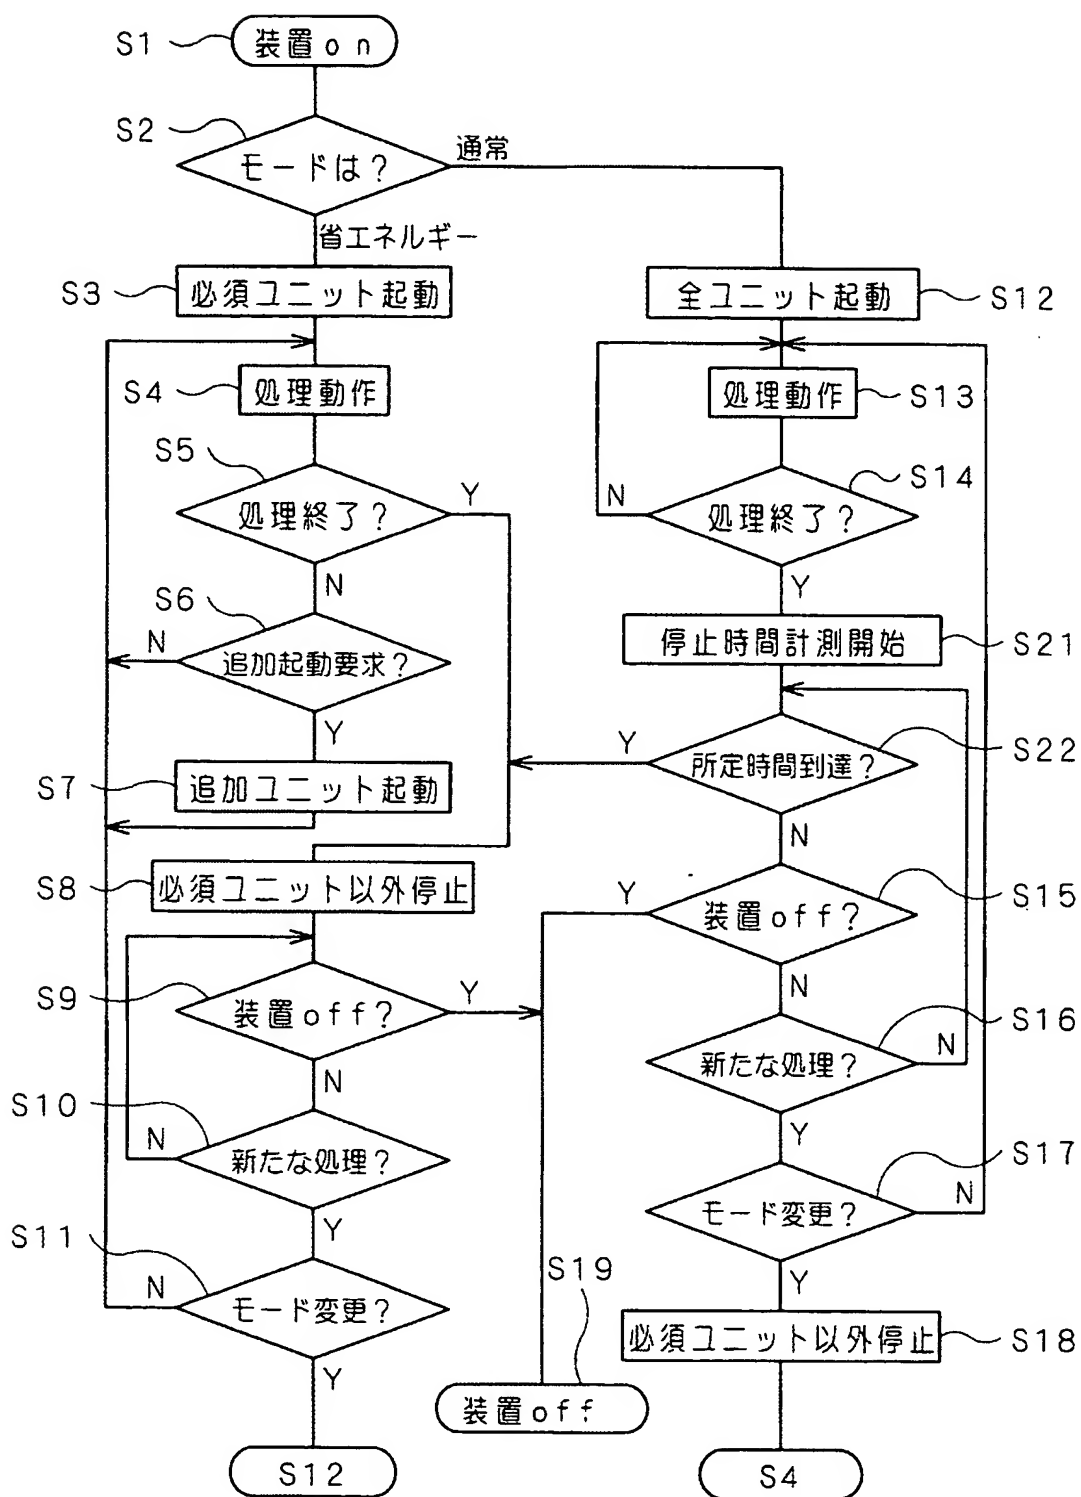 S1
装置on
S2
モードは?
通常
省エネルギー
S3
必須ユニット起動
全ユニット起動
S12
S4
処理動作
処理動作
S13
S5
処理終了?
Y
N
処理終了?
S14
N
Y
S6
N
追加起動要求?
停止時間計測開始
S21
Y
Y
所定時間到達?
S22
S7
追加ユニット起動
N
S8
必須ユニット以外停止
Y
装置off?
S15
S9
装置off?
Y
N
S16
N
新たな処理?
N
S10
N
新たな処理?
Y
S17
Y
モード変更?
N
S11
N
モード変更?
S19
Y
Y
必須ユニット以外停止
S18
装置off
S12
S4